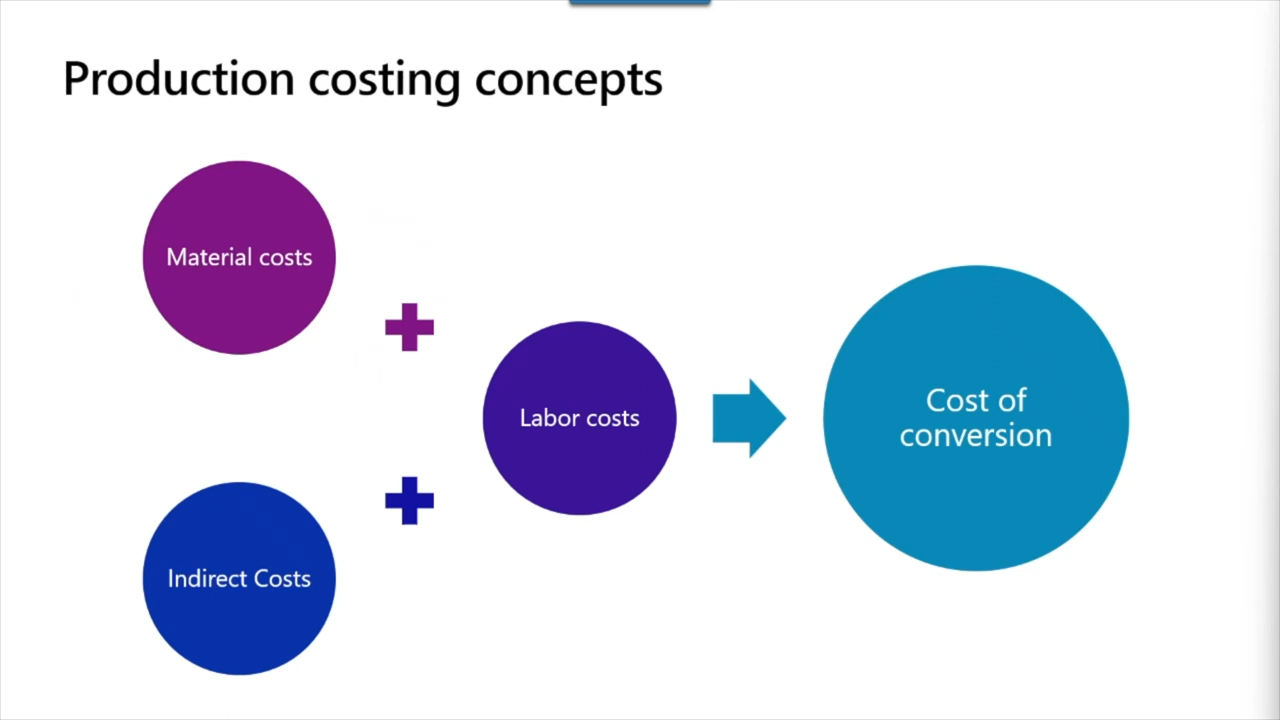 Production costing concepts
Material costs
Labor costs
Cost of
conversion
Indirect Costs